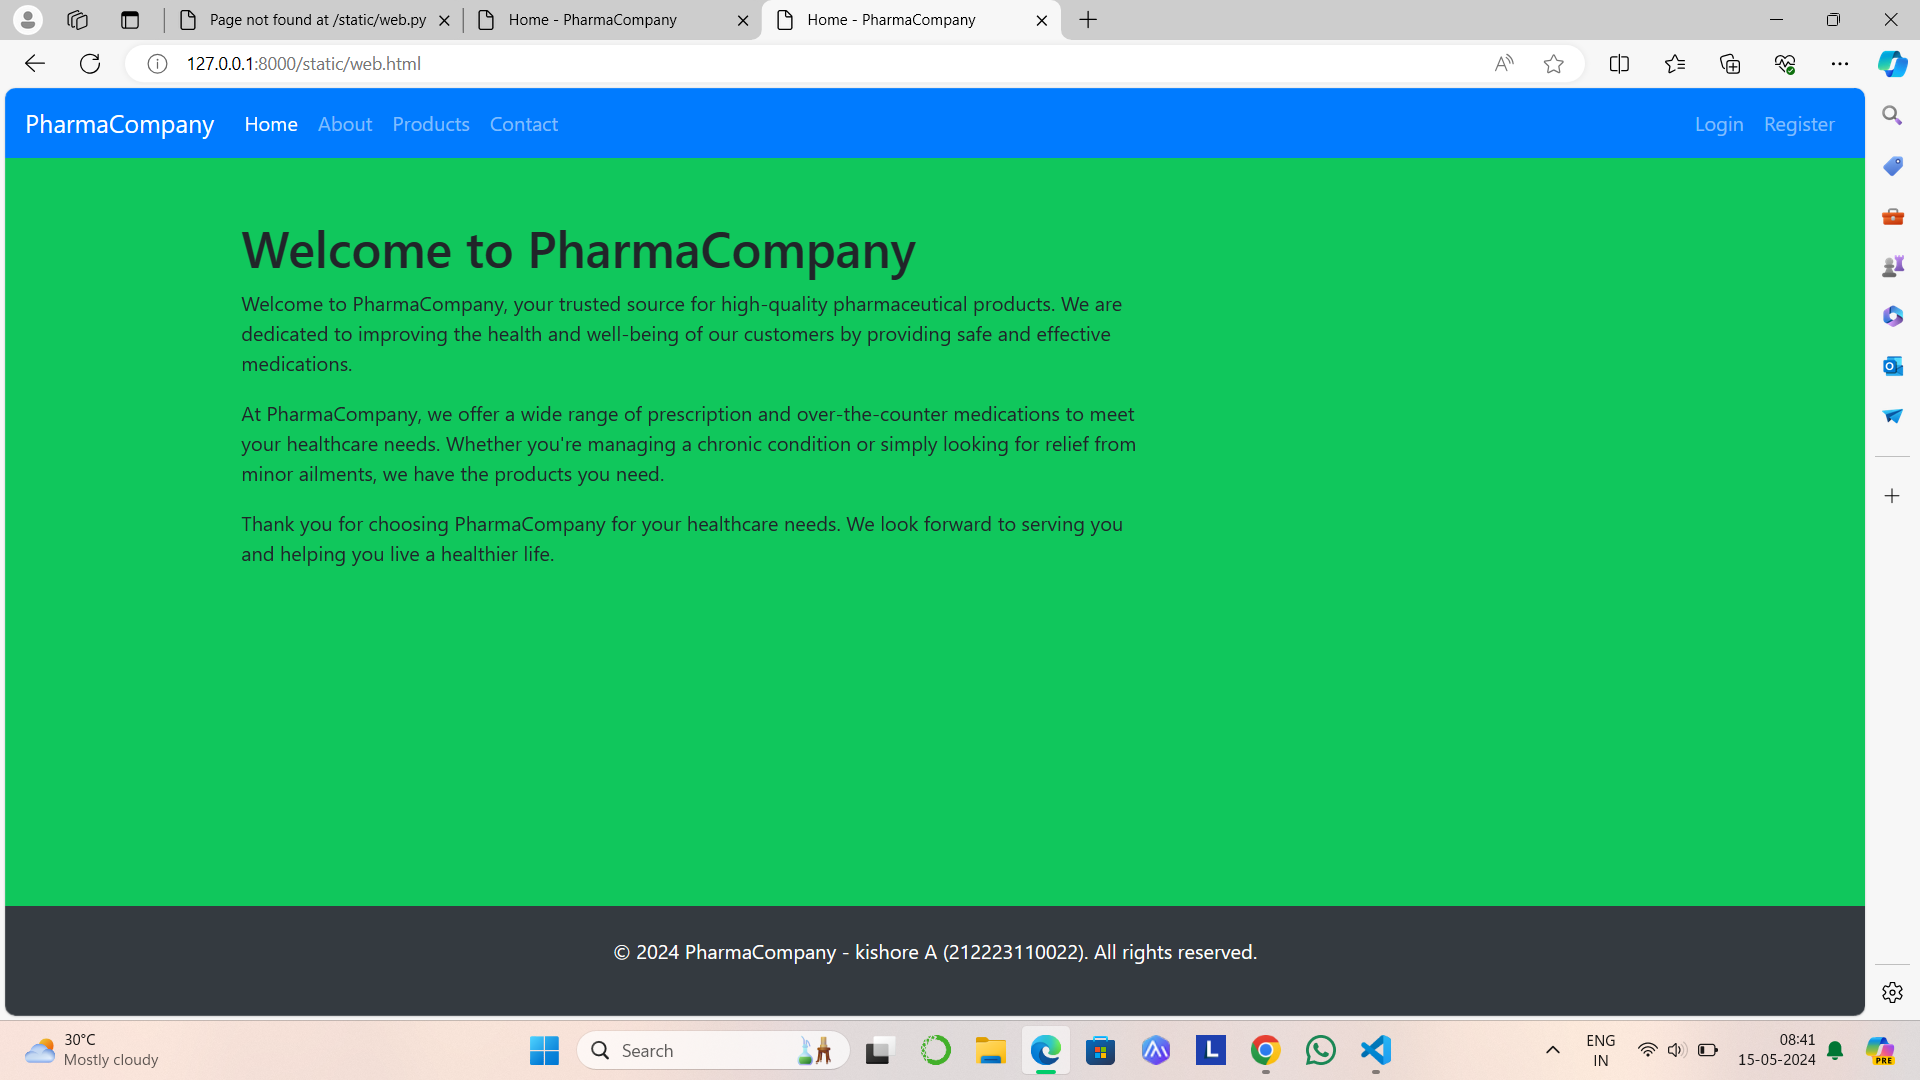 Page not found at /static/web.py
Home - PharmaCompany
Home - PharmaCompany
127.0.0.1:8000/static/web.html
PharmaCompany Home About Products Contact Login Register
Welcome to PharmaCompany
Welcome to PharmaCompany, your trusted source for high-quality pharmaceutical products. We are
dedicated to improving the health and well-being of our customers by providing safe and effective
medications.
At PharmaCompany, we offer a wide range of prescription and over-the-counter medications to meet
your healthcare needs. Whether you're managing a chronic condition or simply looking for relief from
minor ailments, we have the products you need.
Thank you for choosing PharmaCompany for your healthcare needs. We look forward to serving you
and helping you live a healthier life.
© 2024 PharmaCompany - kishore A (212223110022). All rights reserved.
30°C
Mostly cloudy
Search
L
ENG
IN
08:41
15-05-2024
PRE